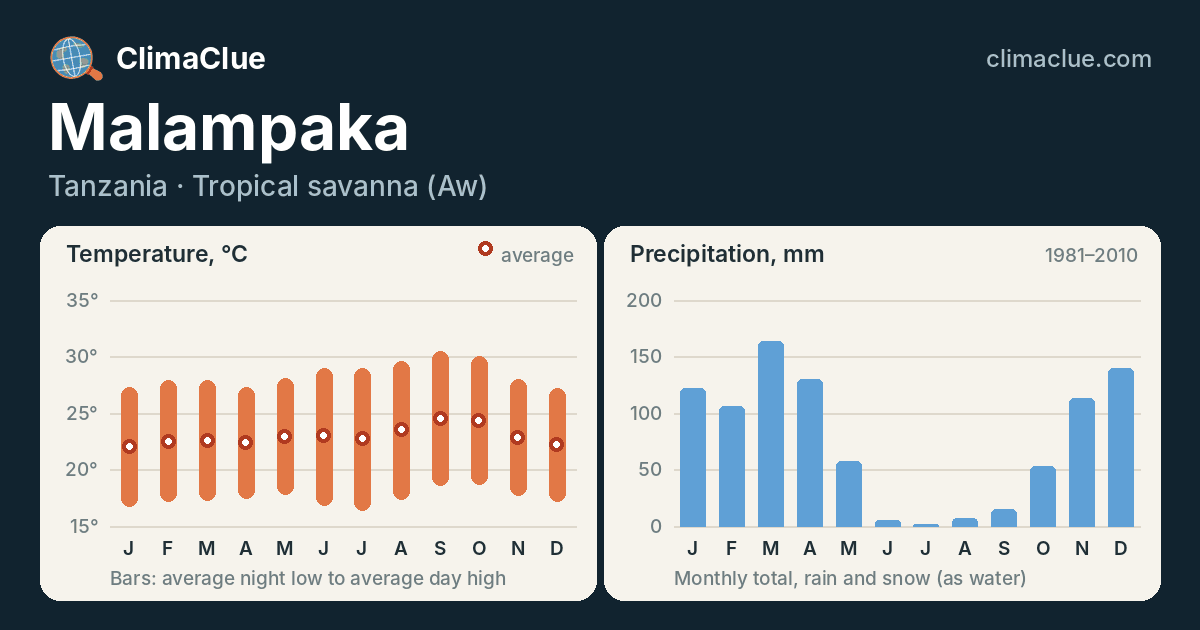 ClimaClue
climaclue.com
Malampaka
Tanzania · Tropical savanna (Aw)
Temperature, °C
average
35°
30°
25°
20°
15°
J F M A M J J A S O N D
Bars: average night low to average day high
Precipitation, mm
1981–2010
200
150
100
50
0
J F M A M J J A S O N D
Monthly total, rain and snow (as water)